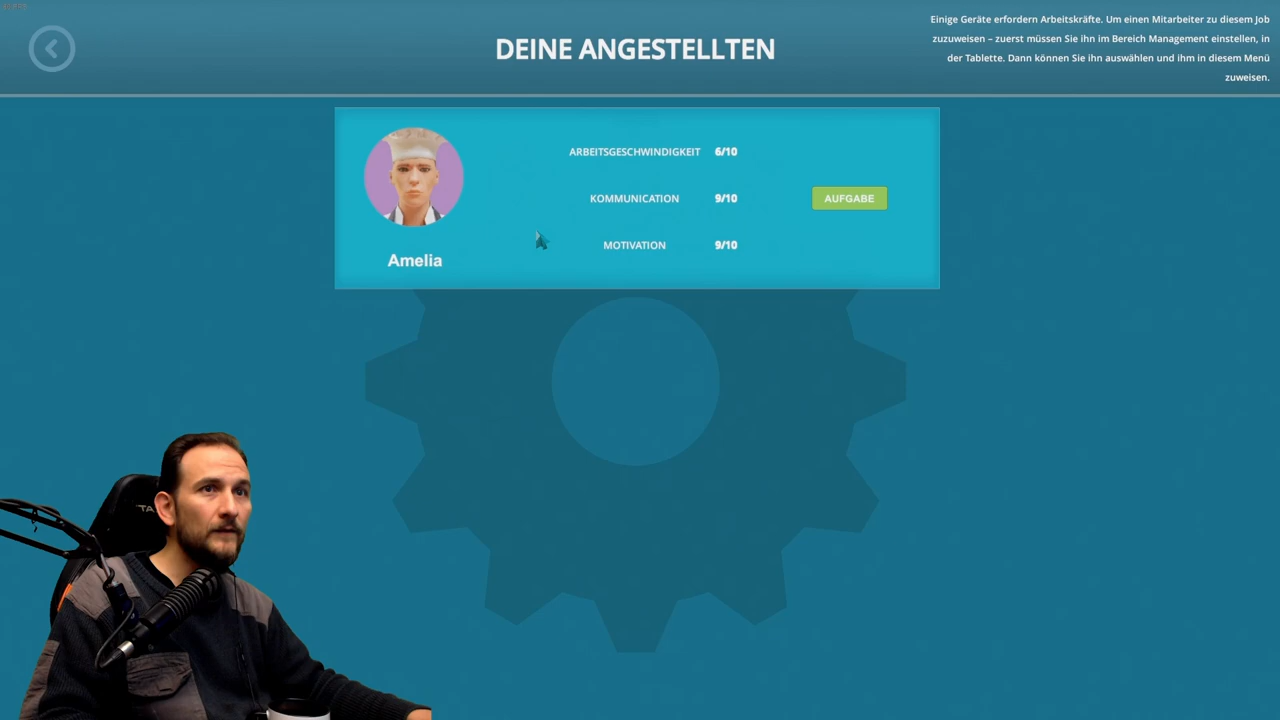 DEINE ANGESTELLTEN
Einige Geräte erfordern Arbeitskräfte. Um einen Mitarbeiter zu diesem Job
zuzuweisen – zuerst müssen Sie ihn im Bereich Management einstellen, in
der Tablette. Dann können Sie ihn auswählen und ihm in diesem Menü
zuweisen.
ARBEITSGESCHWINDIGKEIT 6/10
KOMMUNICATION 9/10
AUFGABE
MOTIVATION 9/10
Amelia
TA